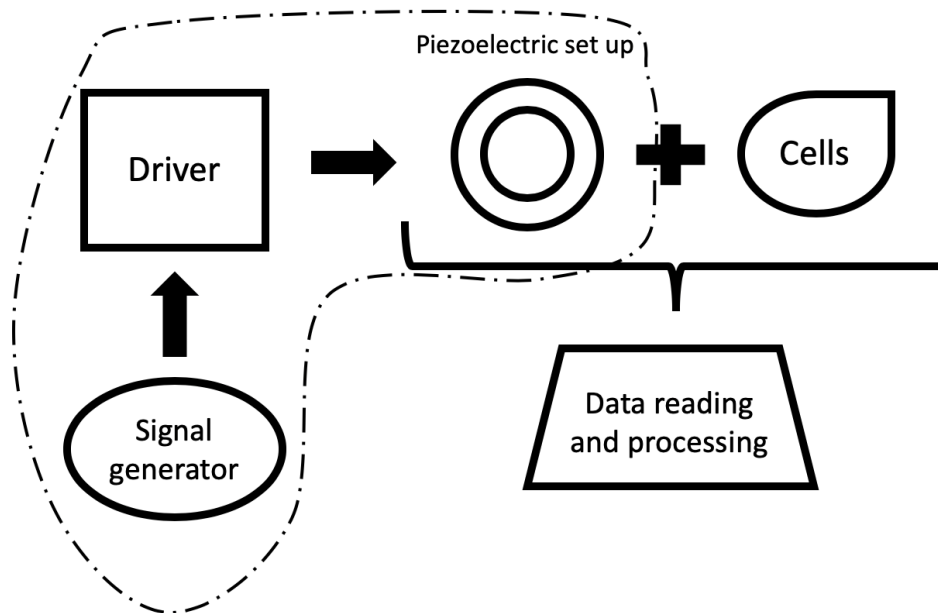 Piezoelectric set up
Driver
Cells
Signal
generator
Data reading
and processing